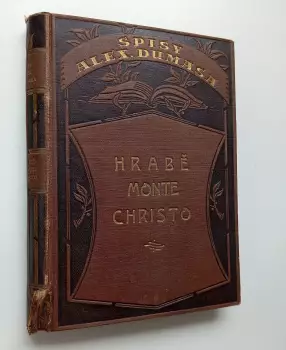 SPISY
ALEX. DUMASA
HRABĚ
MONTE
CHRISTO